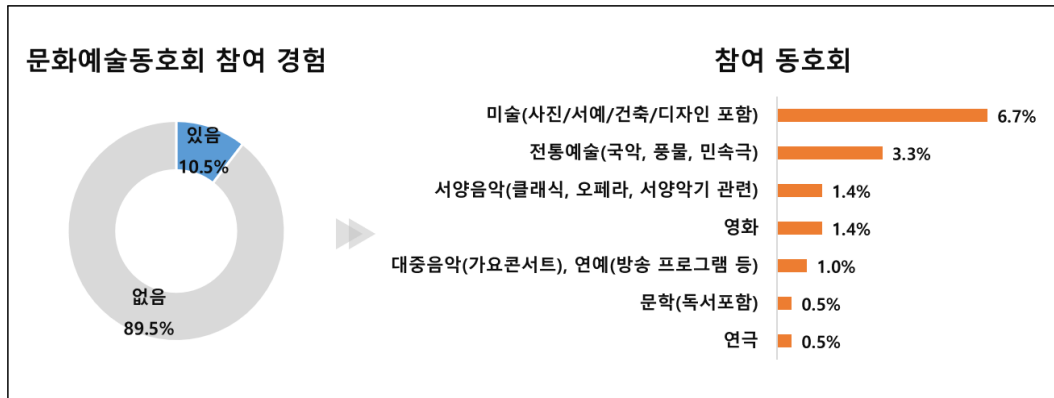 문화예술동호회 참여 경험
있음
10.5%
없음
89.5%
참여 동호회
미술(사진/서예/건축/디자인 포함)
6.7%
전통예술(국악, 풍물, 민속극)
3.3%
서양음악(클래식, 오페라, 서양악기 관련)
1.4%
영화
1.4%
대중음악(가요콘서트), 연예(방송 프로그램 등)
1.0%
문학(독서포함)
0.5%
연극
0.5%